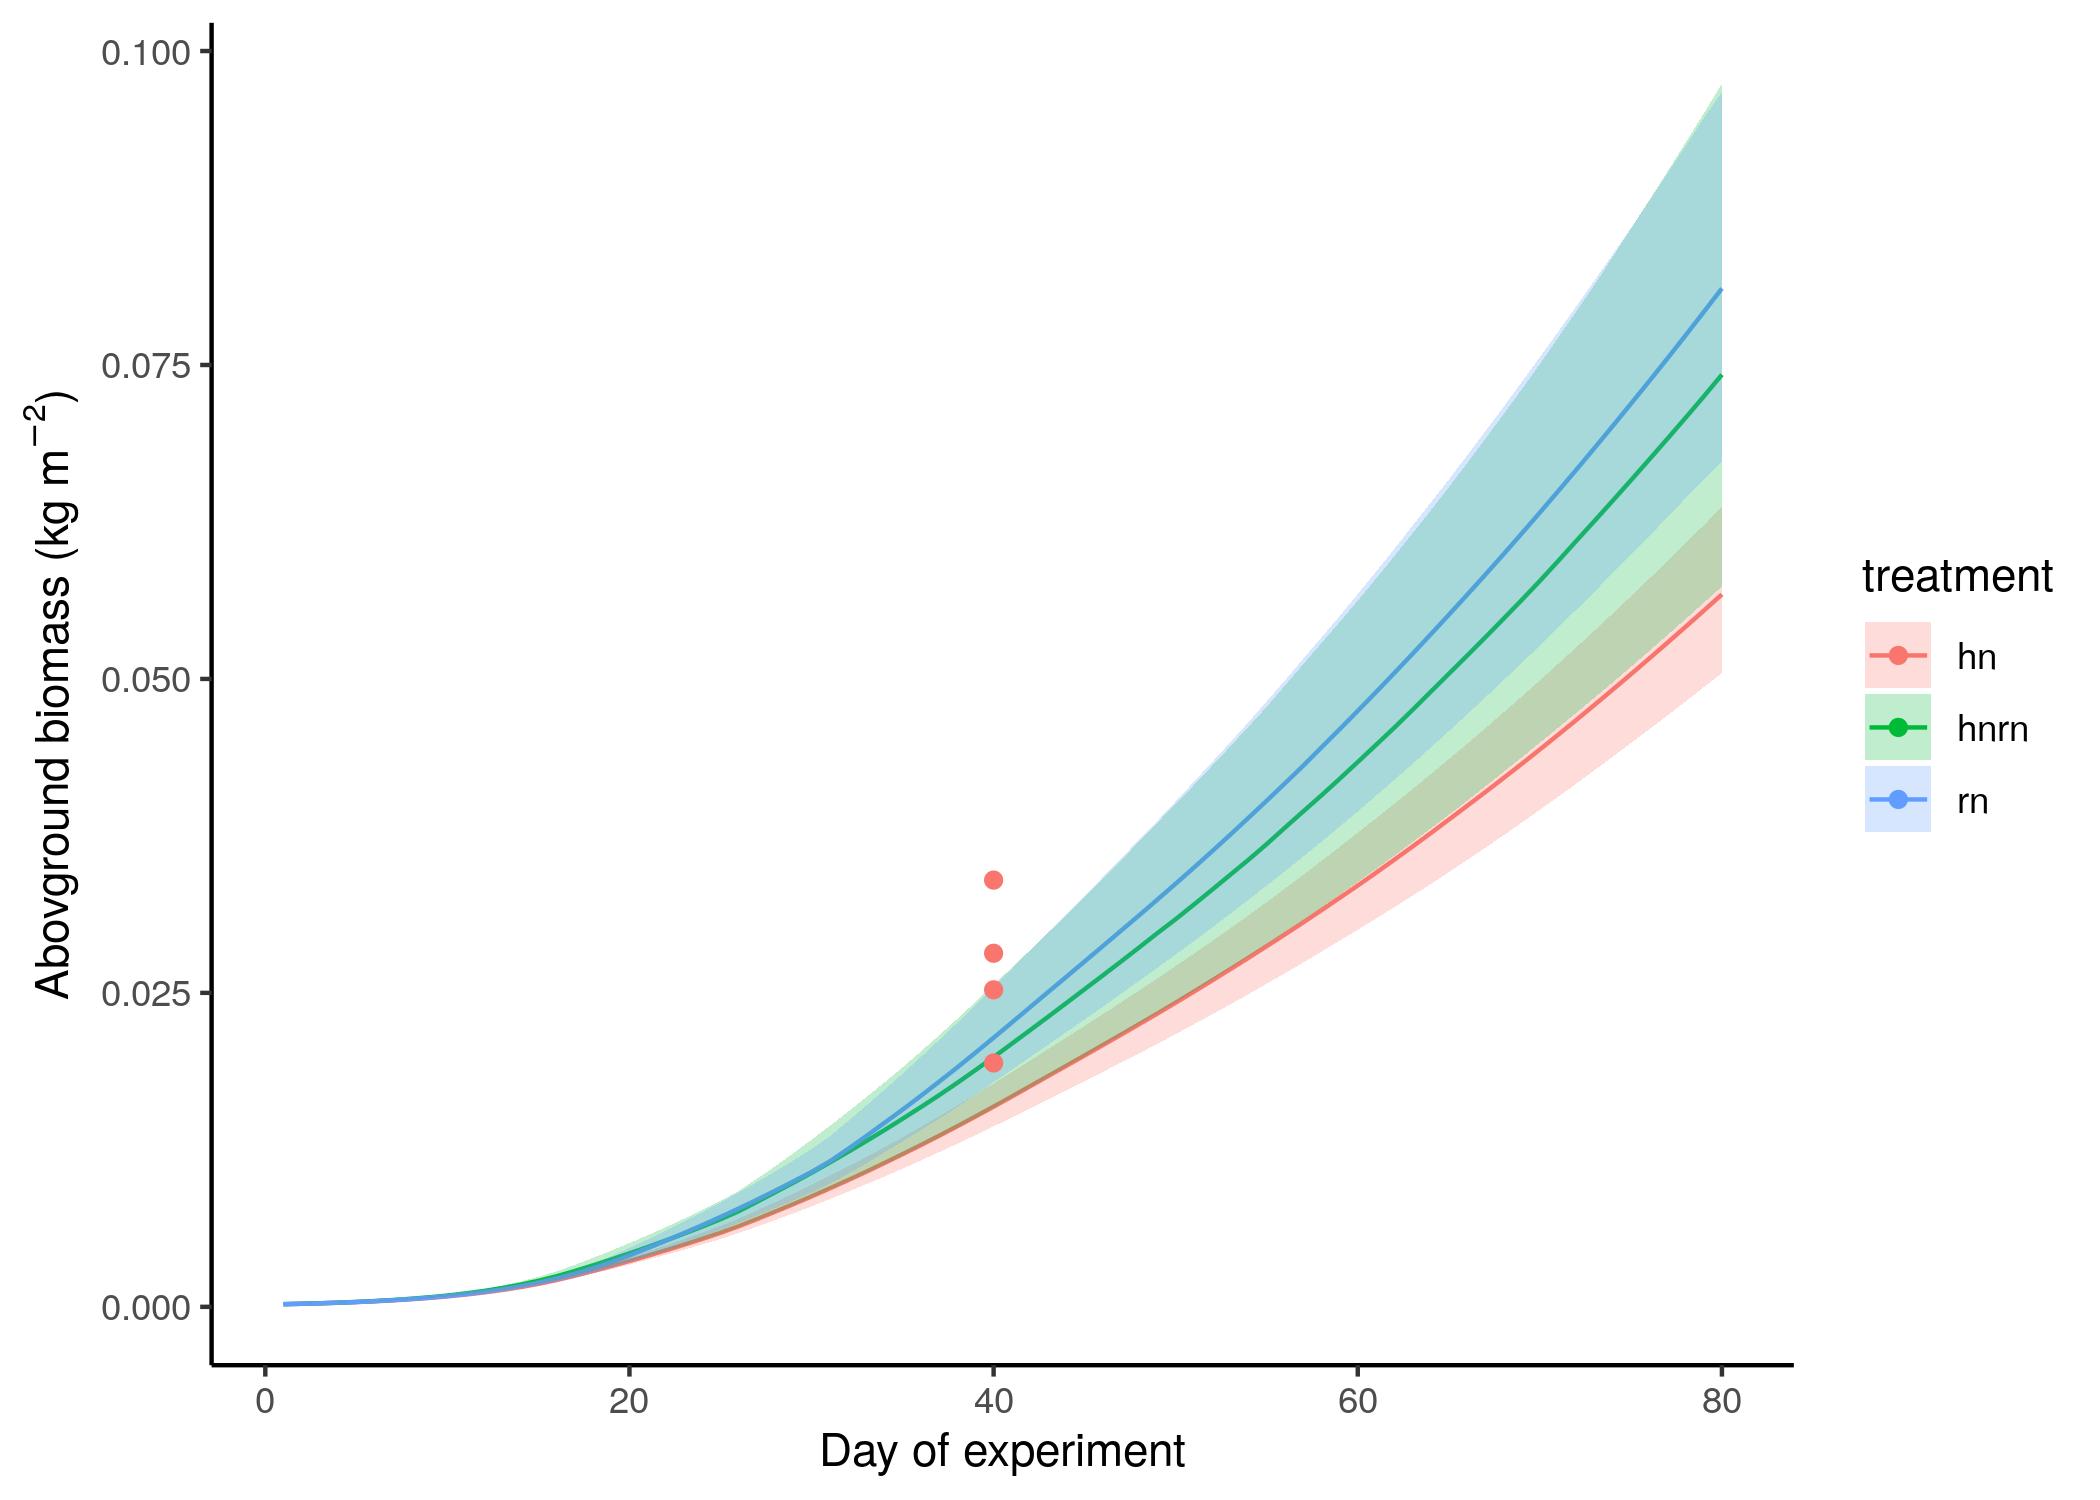 0.100
0.075
0.050
0.025
0.000
Abovground biomass (kg m⁻²)
0 20 40 60 80
Day of experiment
treatment
hn
hnrn
rn